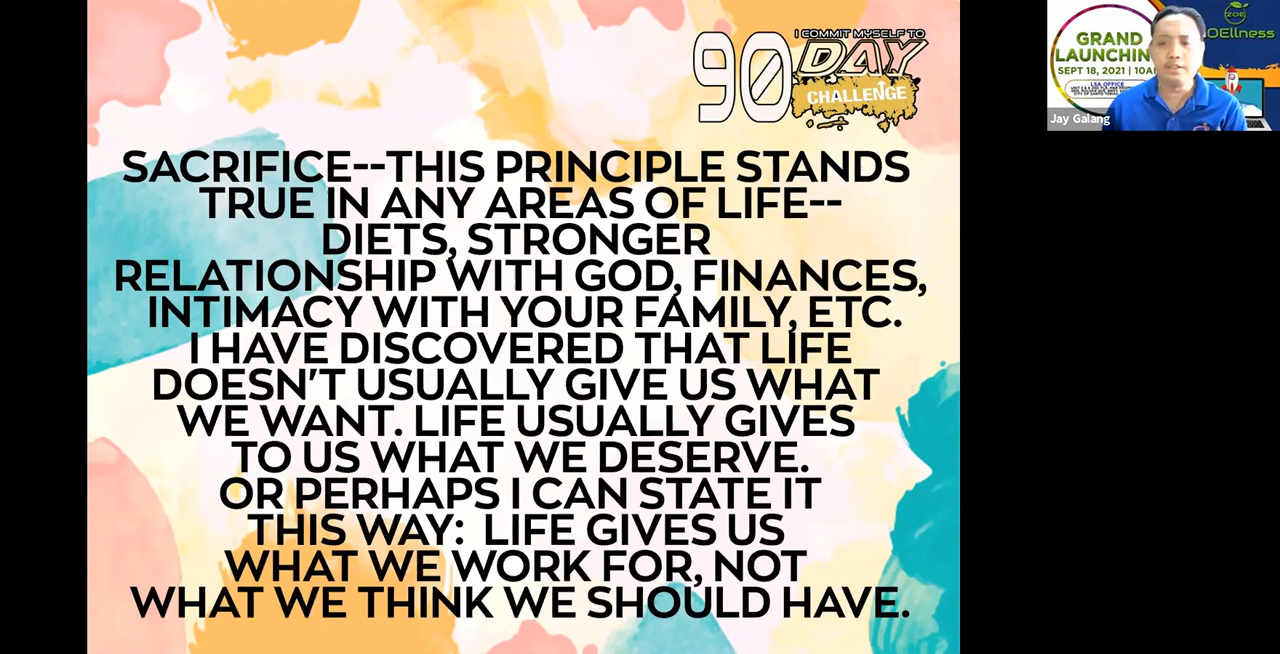 I COMMIT MYSELF TO
90 DAY
CHALLENGE
SACRIFICE--THIS PRINCIPLE STANDS
TRUE IN ANY AREAS OF LIFE--
DIETS, STRONGER
RELATIONSHIP WITH GOD, FINANCES,
INTIMACY WITH YOUR FAMILY, ETC.
I HAVE DISCOVERED THAT LIFE
DOESN'T USUALLY GIVE US WHAT
WE WANT. LIFE USUALLY GIVES
TO US WHAT WE DESERVE.
OR PERHAPS I CAN STATE IT
THIS WAY: LIFE GIVES US
WHAT WE WORK FOR, NOT
WHAT WE THINK WE SHOULD HAVE.
GRAND
LAUNCHIN
SEPT 18, 2021 | 10A
LSA OFFICE
ZOE
OEllness
Jay Galang